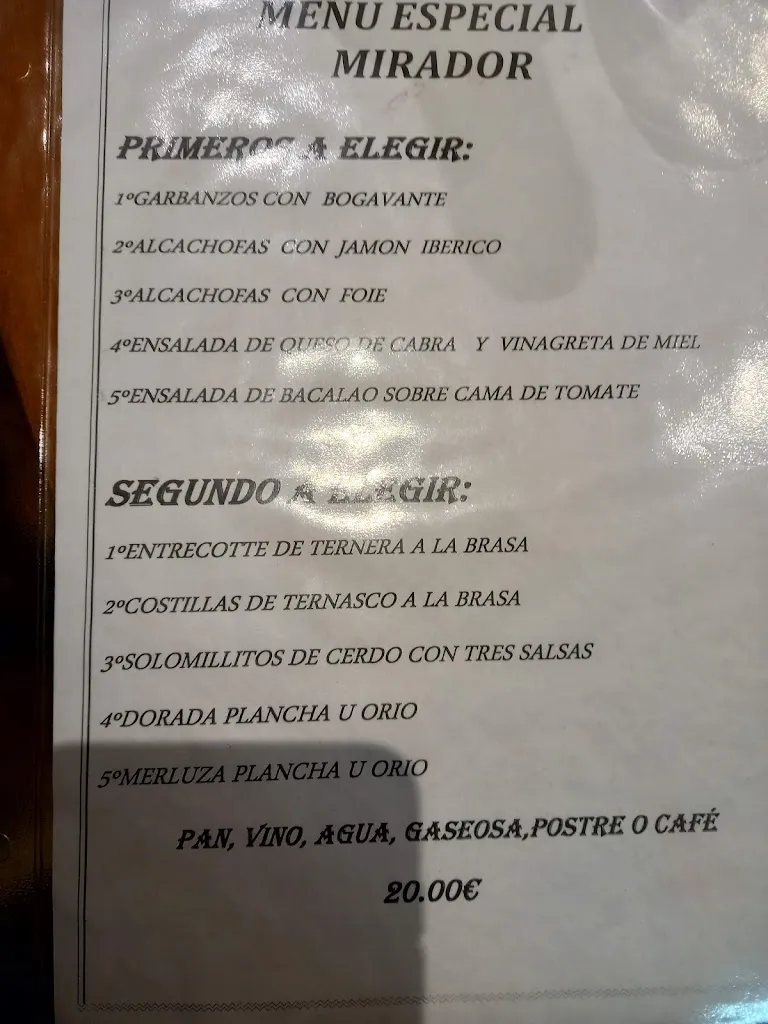 MENU ESPECIAL
MIRADOR
PRIMEROS A ELEGIR:
1ºGARBANZOS CON BOGAVANTE
2ºALCACHOFAS CON JAMON IBERICO
3ºALCACHOFAS CON FOIE
4ºENSALADA DE QUESO DE CABRA Y VINAGRETA DE MIEL
5ºENSALADA DE BACALAO SOBRE CAMA DE TOMATE
SEGUNDO A ELEGIR:
1ºENTRECOTTE DE TERNERA A LA BRASA
2ºCOSTILLAS DE TERNASCO A LA BRASA
3ºSOLOMILLITOS DE CERDO CON TRES SALSAS
4ºDORADA PLANCHA U ORIO
5ºMERLUZA PLANCHA U ORIO
PAN, VINO, AGUA, GASEOSA,POSTRE O CAFÉ
20.00€